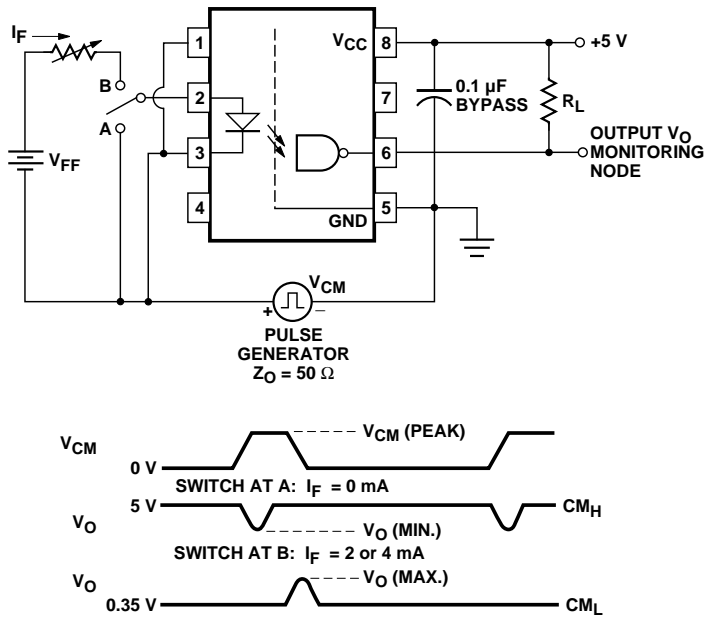 I_F
B
A
V_FF
1
2
3
4
V_CC
GND
8
7
6
5
0.1 µF
BYPASS
R_L
+5 V
OUTPUT V_O
MONITORING
NODE
V_CM
+
–
PULSE
GENERATOR
Z_O = 50 Ω
V_CM
V_CM (PEAK)
0 V
SWITCH AT A: I_F = 0 mA
5 V
CM_H
V_O
V_O (MIN.)
SWITCH AT B: I_F = 2 or 4 mA
V_O
V_O (MAX.)
0.35 V
CM_L